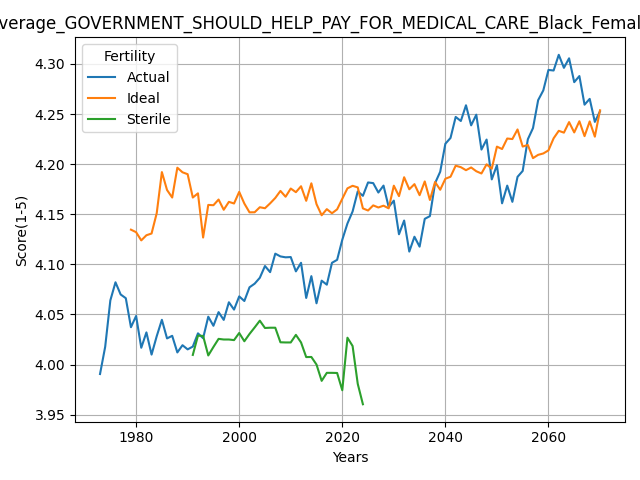 verage_GOVERNMENT_SHOULD_HELP_PAY_FOR_MEDICAL_CARE_Black_Femal
Fertility
Actual
Ideal
Sterile
Score(1-5)
4.30
4.25
4.20
4.15
4.10
4.05
4.00
3.95
1980 2000 2020 2040 2060
Years